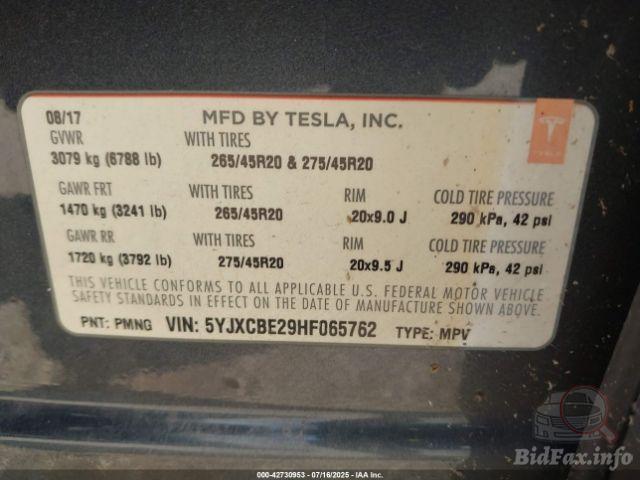 08/17 MFD BY TESLA, INC.
GVWR WITH TIRES
3079 kg (6788 lb) 265/45R20 & 275/45R20
TESLA
GAWR FRT WITH TIRES RIM COLD TIRE PRESSURE
1470 kg (3241 lb) 265/45R20 20x9.0 J 290 kPa, 42 psi
GAWR RR WITH TIRES RIM COLD TIRE PRESSURE
1720 kg (3792 lb) 275/45R20 20x9.5 J 290 kPa, 42 psi
THIS VEHICLE CONFORMS TO ALL APPLICABLE U.S. FEDERAL MOTOR VEHICLE
SAFETY STANDARDS IN EFFECT ON THE DATE OF MANUFACTURE SHOWN ABOVE.
PNT: PMNG VIN: 5YJXCBE29HF065762 TYPE: MPV
BidFax.info
000-42730953 - 07/16/2025 - IAA Inc.